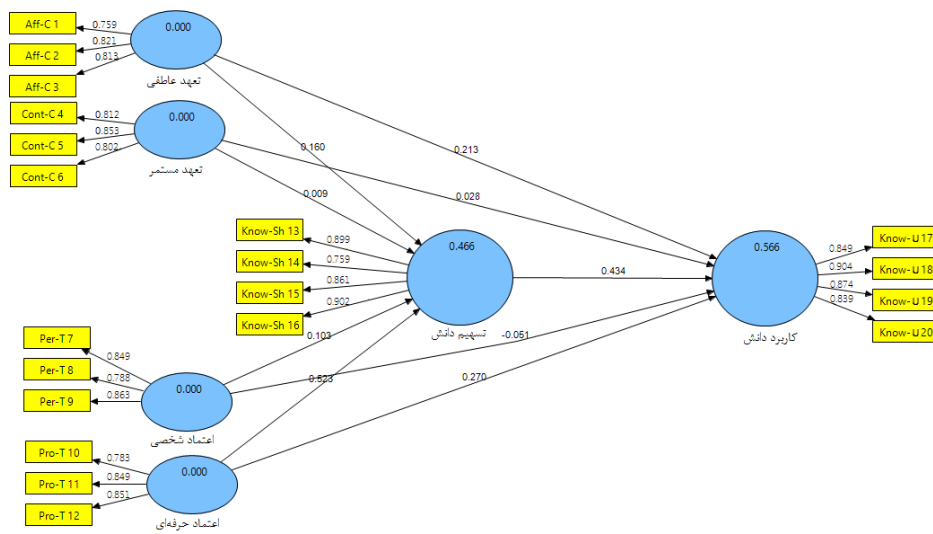 Aff-C 1
0.759
Aff-C 2
0.821
Aff-C 3
0.813
0.000
تعهد عاطفی
Cont-C 4
0.812
Cont-C 5
0.853
Cont-C 6
0.802
0.000
تعهد مستمر
0.160
0.213
0.009
0.028
Know-Sh 13
0.899
Know-Sh 14
0.759
Know-Sh 15
0.861
Know-Sh 16
0.902
0.466
تسهیم دانش
0.434
0.566
کاربرد دانش
0.849
Know-U 17
0.904
Know-U 18
0.874
Know-U 19
0.839
Know-U 20
0.103
-0.051
0.523
0.270
Per-T 7
0.849
Per-T 8
0.788
Per-T 9
0.863
0.000
اعتماد شخصی
Pro-T 10
0.783
Pro-T 11
0.849
Pro-T 12
0.851
0.000
اعتماد حرفه‌ای